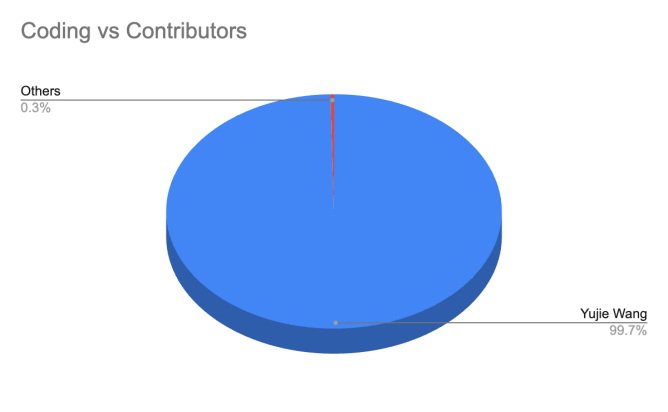 Coding vs Contributors
Others
0.3%
Yujie Wang
99.7%